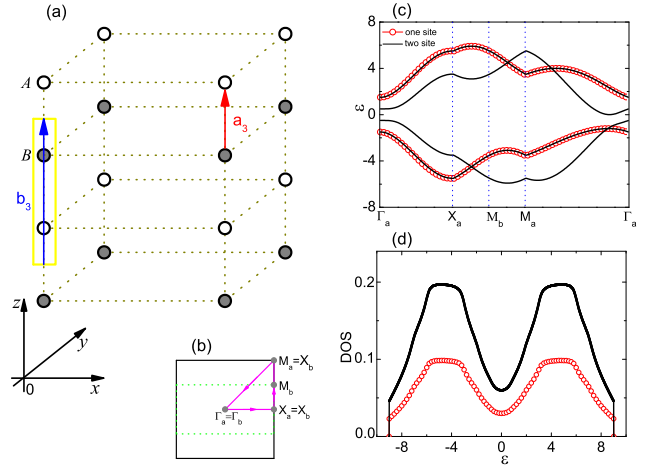 (a)
A
B
a3
b3
z
y
0
x
(b)
Ma=Xb
Mb
Γa=Γb
Xa=Xb
(c)
one site
two site
ε
8
4
0
-4
-8
Γa
Xa
Mb
Ma
Γa
(d)
DOS
0.2
0.1
0.0
-8
-4
0
4
8
ε